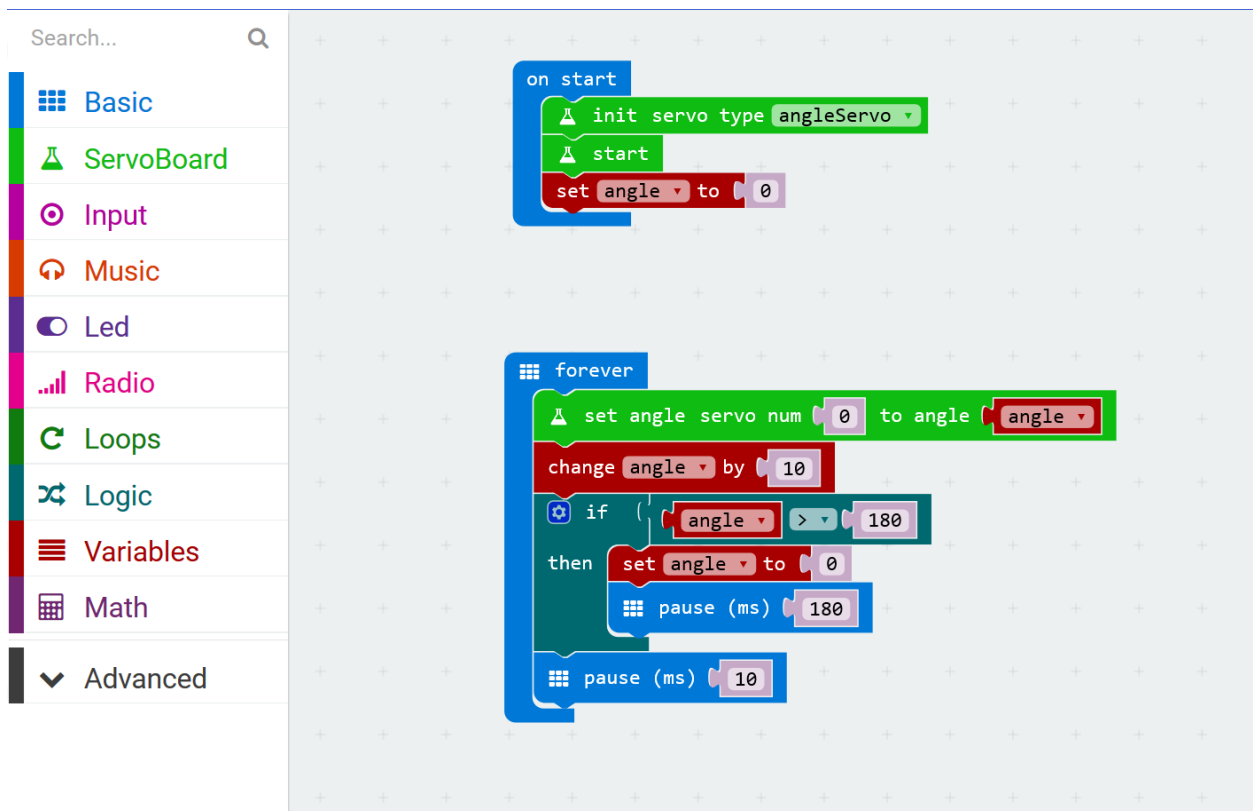 Search...
Basic
ServoBoard
Input
Music
Led
Radio
Loops
Logic
Variables
Math
Advanced
on start
init servo type angleServo
start
set angle to 0
forever
set angle servo num 0 to angle angle
change angle by 10
if angle > 180
then set angle to 0
pause (ms) 180
pause (ms) 10